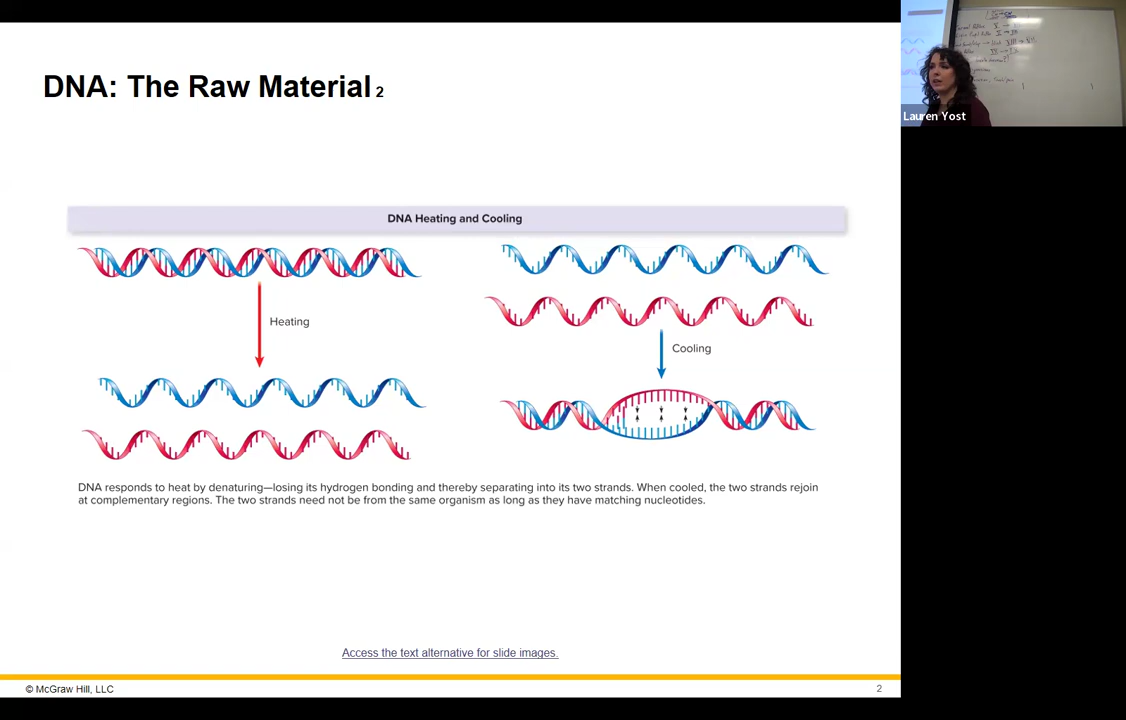 DNA: The Raw Material 2
DNA Heating and Cooling
Heating
Cooling
DNA responds to heat by denaturing—losing its hydrogen bonding and thereby separating into its two strands. When cooled, the two strands rejoin
at complementary regions. The two strands need not be from the same organism as long as they have matching nucleotides.
Access the text alternative for slide images.
© McGraw Hill, LLC
2
Lauren Yost